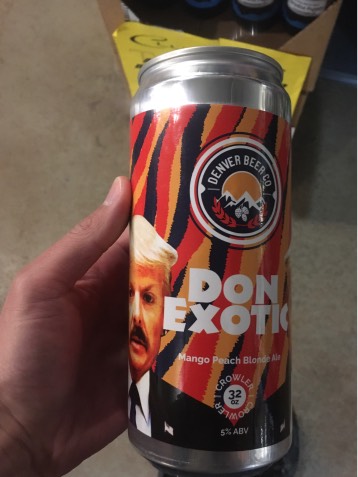 DENVER BEER CO
DON
EXOTIC
Mango Peach Blonde Ale
CROWLER
32
OZ
CROWLER
5% ABV